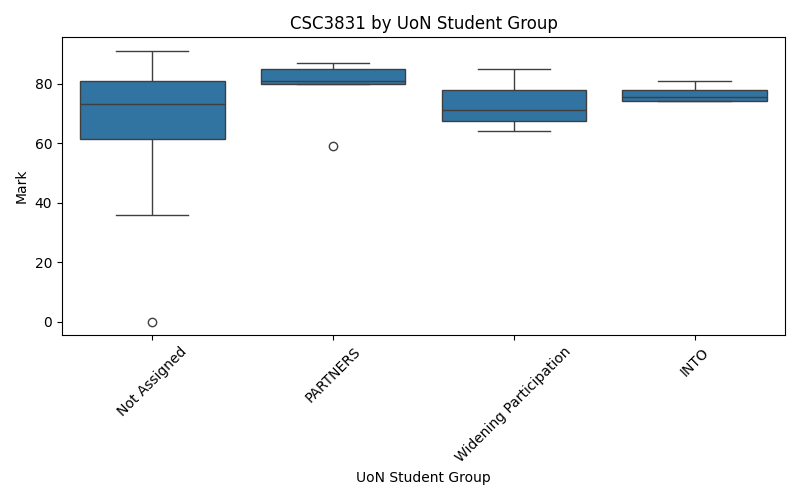 CSC3831 by UoN Student Group
Mark
80
60
40
20
0
Not Assigned
PARTNERS
Widening Participation
INTO
UoN Student Group